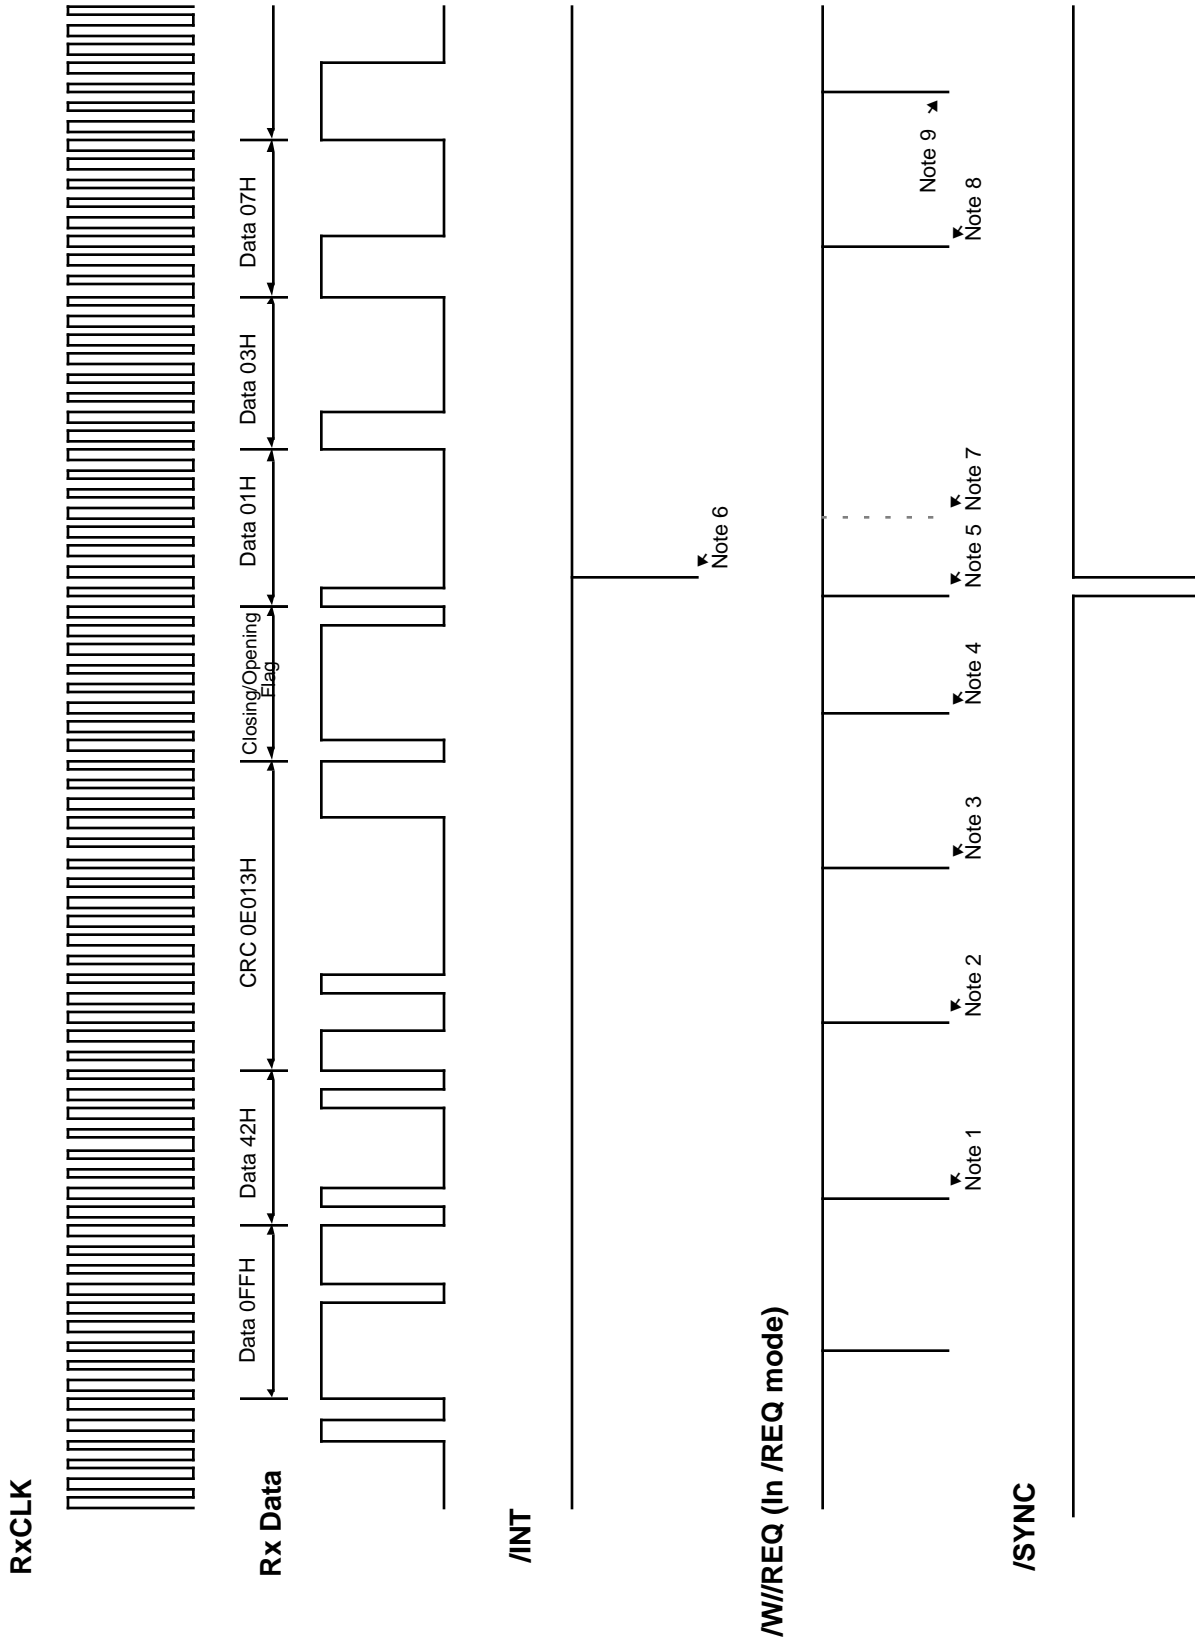 RxCLK
Rx Data
Data 0FFH
Data 42H
CRC 0E013H
Closing/Opening
Flag
Data 01H
Data 03H
Data 07H
/INT
Note 6
/W//REQ (In /REQ mode)
Note 1
Note 2
Note 3
Note 4
Note 5
Note 7
Note 8
Note 9
/SYNC